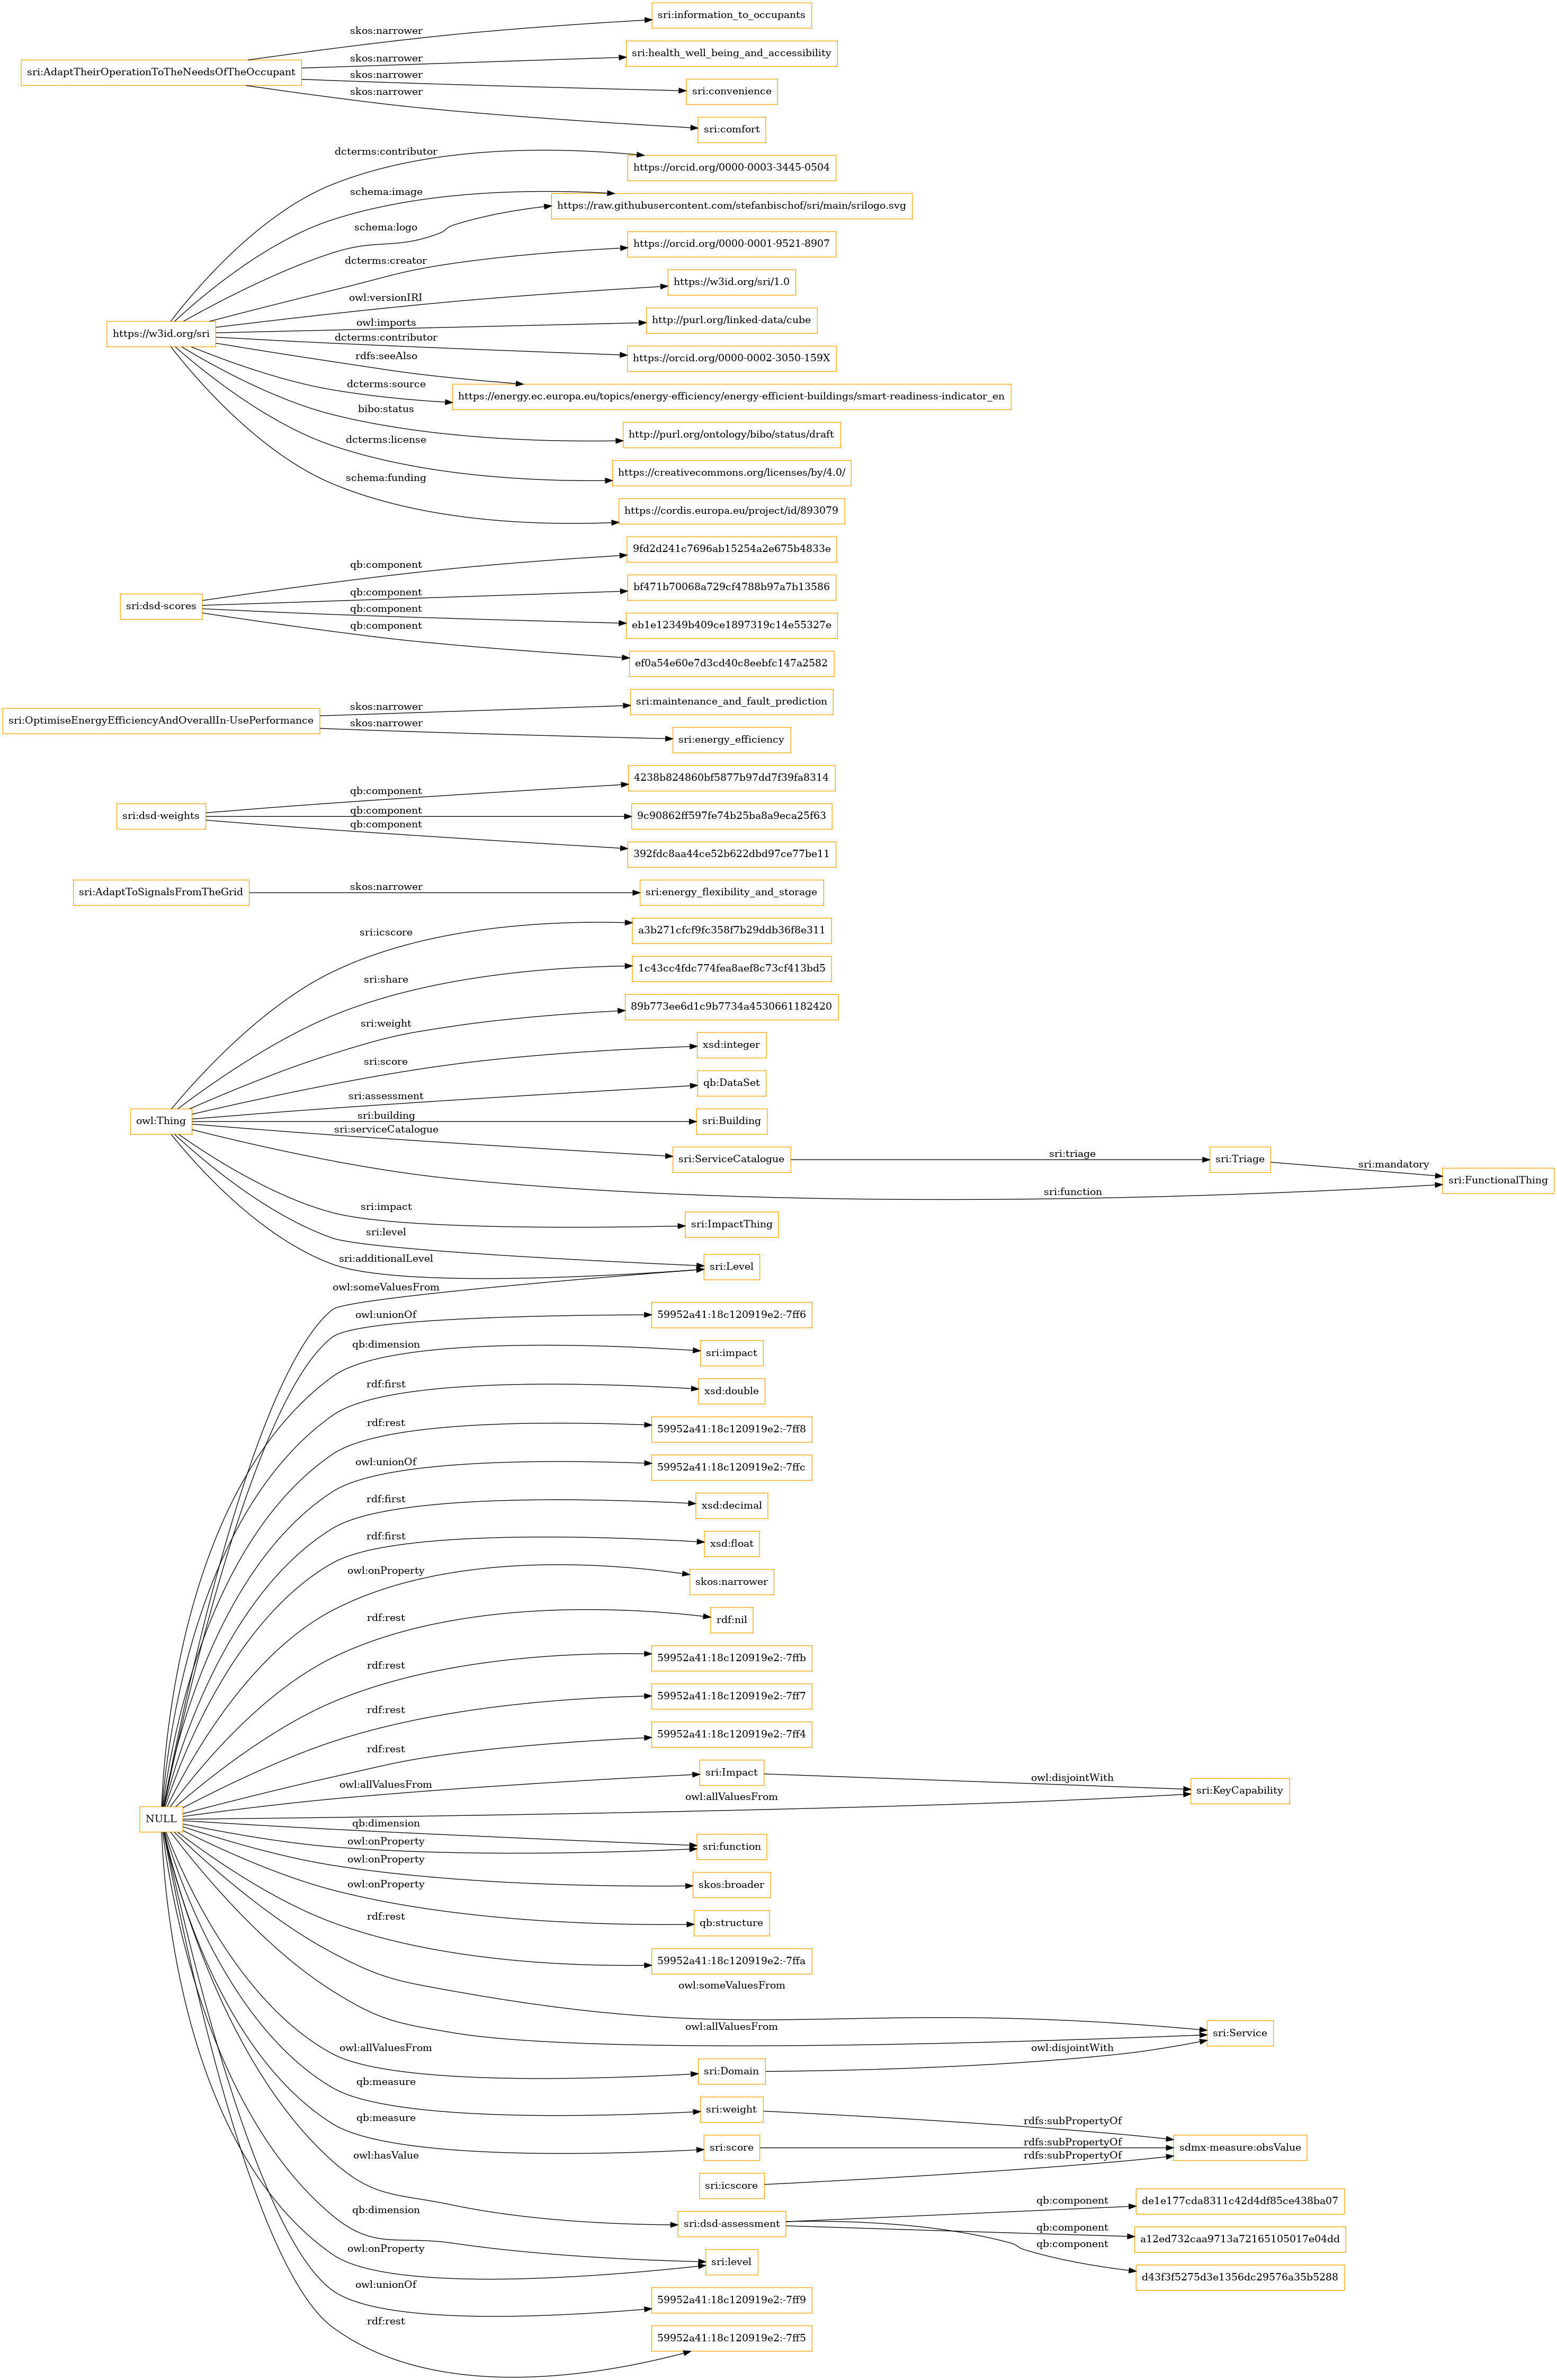 sri:information_to_occupants
skos:narrower
sri:health_well_being_and_accessibility
skos:narrower
sri:AdaptTheirOperationToTheNeedsOfTheOccupant
skos:narrower
sri:convenience
skos:narrower
sri:comfort
dcterms:contributor
https://orcid.org/0000-0003-3445-0504
schema:image
https://raw.githubusercontent.com/stefanbischof/sri/main/srilogo.svg
schema:logo
https://orcid.org/0000-0001-9521-8907
dcterms:creator
https://w3id.org/sri/1.0
owl:versionIRI
http://purl.org/linked-data/cube
owl:imports
https://w3id.org/sri
dcterms:contributor
https://orcid.org/0000-0002-3050-159X
rdfs:seeAlso
dcterms:source
https://energy.ec.europa.eu/topics/energy-efficiency/energy-efficient-buildings/smart-readiness-indicator_en
bibo:status
http://purl.org/ontology/bibo/status/draft
dcterms:license
https://creativecommons.org/licenses/by/4.0/
schema:funding
https://cordis.europa.eu/project/id/893079
9fd2d241c7696ab15254a2e675b4833e
qb:component
bf471b70068a729cf4788b97a7b13586
qb:component
sri:dsd-scores
qb:component
eb1e12349b409ce1897319c14e55327e
qb:component
ef0a54e60e7d3cd40c8eebfc147a2582
sri:maintenance_and_fault_prediction
skos:narrower
sri:OptimiseEnergyEfficiencyAndOverallIn-UsePerformance
skos:narrower
sri:energy_efficiency
4238b824860bf5877b97dd7f39fa8314
qb:component
sri:dsd-weights
qb:component
9c90862ff597fe74b25ba8a9eca25f63
qb:component
392fdc8aa44ce52b622dbd97ce77be11
sri:AdaptToSignalsFromTheGrid
skos:narrower
sri:energy_flexibility_and_storage
sri:icscore
a3b271cfcf9fc358f7b29ddb36f8e311
sri:share
1c43cc4fdc774fea8aef8c73cf413bd5
sri:weight
89b773ee6d1c9b7734a4530661182420
sri:score
xsd:integer
sri:assessment
qb:DataSet
owl:Thing
sri:building
sri:Building
sri:serviceCatalogue
sri:ServiceCatalogue
sri:triage
sri:Triage
sri:mandatory
sri:FunctionalThing
sri:function
sri:impact
sri:ImpactThing
sri:level
sri:additionalLevel
sri:Level
owl:someValuesFrom
owl:unionOf
59952a41:18c120919e2:-7ff6
qb:dimension
sri:impact
rdf:first
xsd:double
rdf:rest
59952a41:18c120919e2:-7ff8
owl:unionOf
59952a41:18c120919e2:-7ffc
rdf:first
xsd:decimal
rdf:first
xsd:float
owl:onProperty
skos:narrower
rdf:rest
rdf:nil
rdf:rest
59952a41:18c120919e2:-7ffb
rdf:rest
59952a41:18c120919e2:-7ff7
rdf:rest
59952a41:18c120919e2:-7ff4
owl:allValuesFrom
sri:Impact
owl:disjointWith
sri:KeyCapability
owl:allValuesFrom
NULL
qb:dimension
owl:onProperty
sri:function
owl:onProperty
skos:broader
owl:onProperty
qb:structure
rdf:rest
59952a41:18c120919e2:-7ffa
owl:someValuesFrom
owl:allValuesFrom
sri:Service
owl:allValuesFrom
sri:Domain
owl:disjointWith
qb:measure
sri:weight
rdfs:subPropertyOf
qb:measure
sri:score
rdfs:subPropertyOf
sdmx-measure:obsValue
sri:icscore
rdfs:subPropertyOf
owl:hasValue
sri:dsd-assessment
qb:component
de1e177cda8311c42d4df85ce438ba07
qb:component
a12ed732caa9713a72165105017e04dd
qb:component
d43f3f5275d3e1356dc29576a35b5288
qb:dimension
owl:onProperty
sri:level
owl:unionOf
59952a41:18c120919e2:-7ff9
rdf:rest
59952a41:18c120919e2:-7ff5